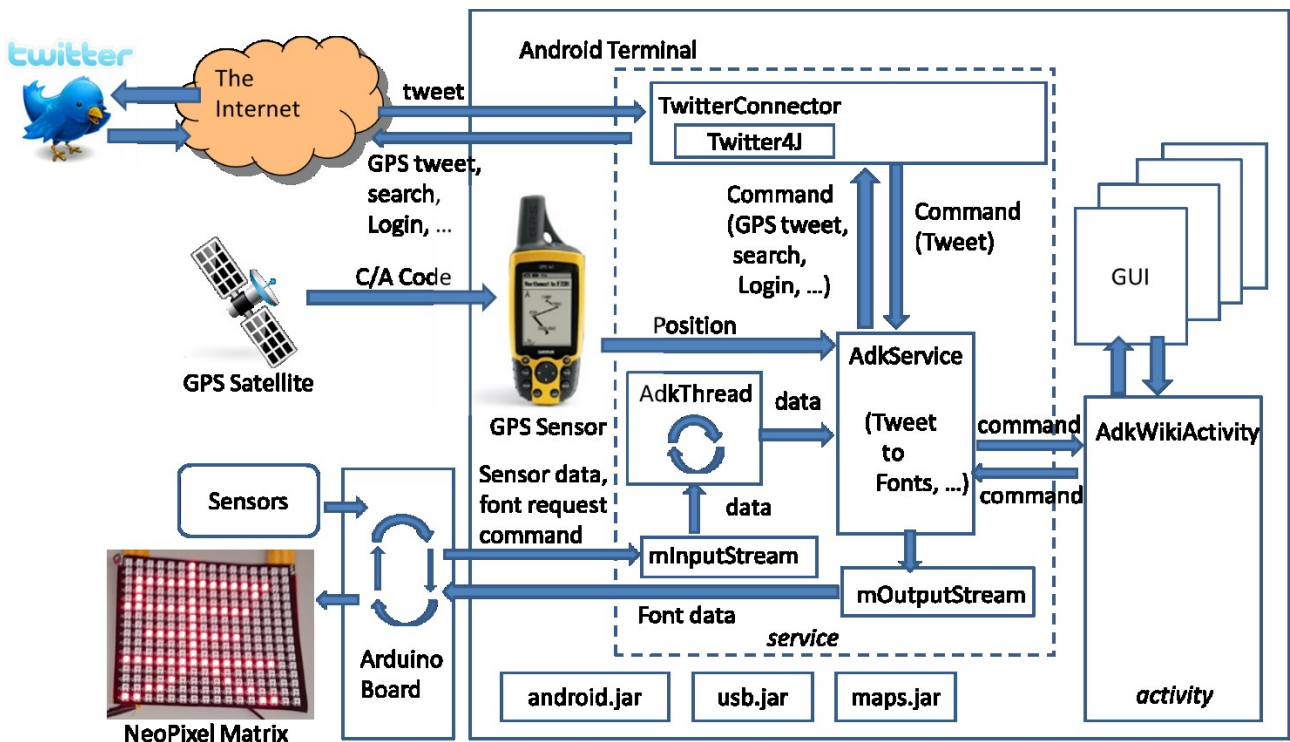 twitter
The
Internet
Android Terminal
tweet
TwitterConnector
Twitter4J
GPS tweet,
search,
Login, ...
Command
(GPS tweet,
search,
Login, ...)
Command
(Tweet)
GUI
C/A Code
GPS Satellite
GPS Sensor
Position
AdkService
(Tweet
to
Fonts, ...)
AdkThread
data
command
command
AdkWikiActivity
Sensors
Sensor data,
font request
command
data
mInputStream
mOutputStream
Font data
service
Arduino
Board
NeoPixel Matrix
android.jar
usb.jar
maps.jar
activity